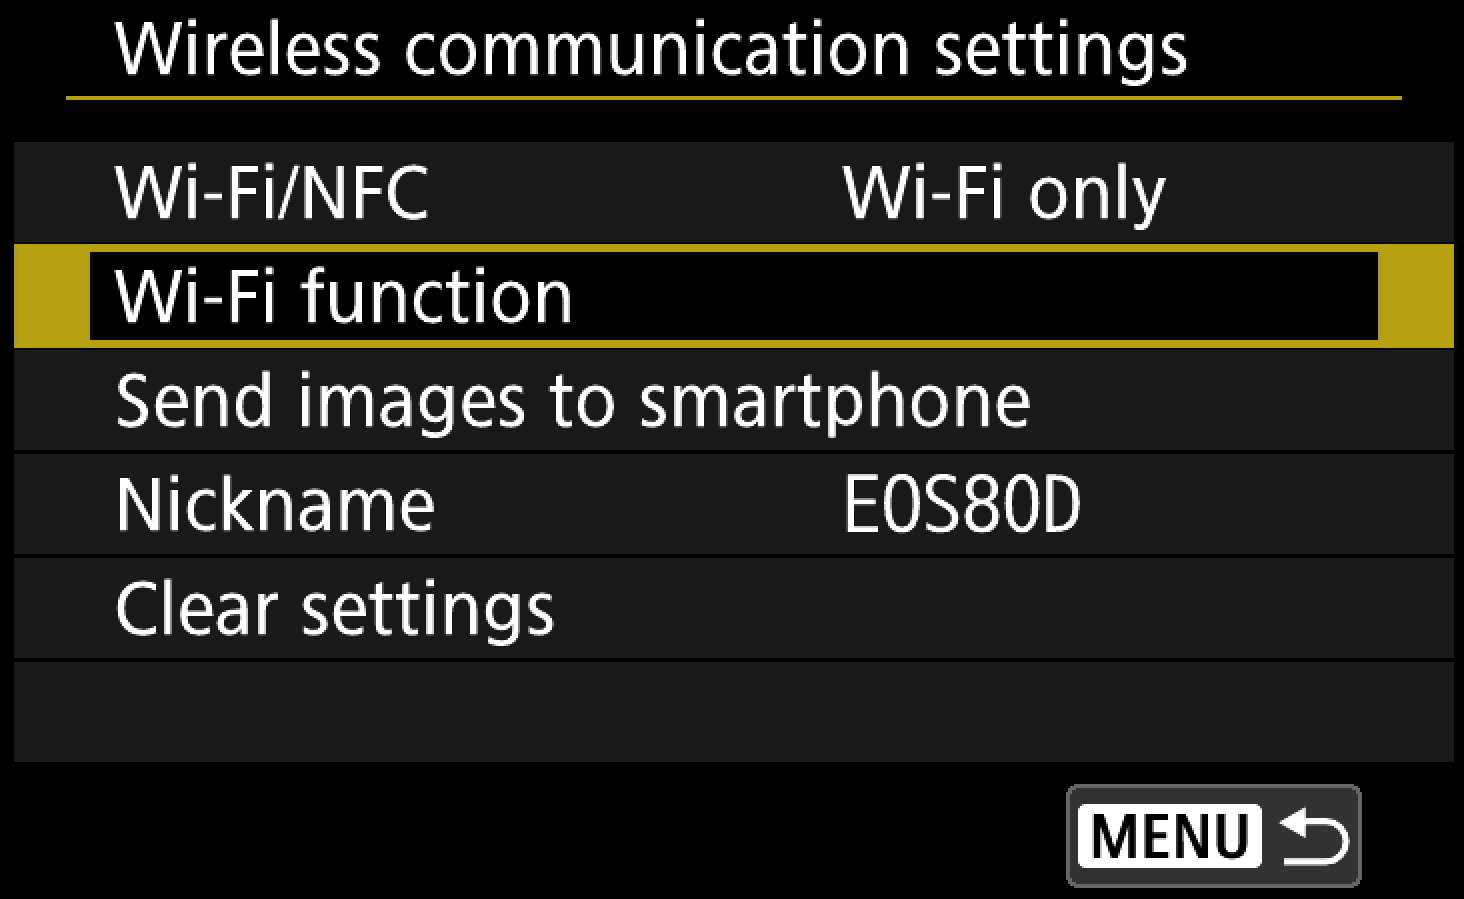 Wireless communication settings
Wi-Fi/NFC Wi-Fi only
Wi-Fi function
Send images to smartphone
Nickname EOS80D
Clear settings
MENU